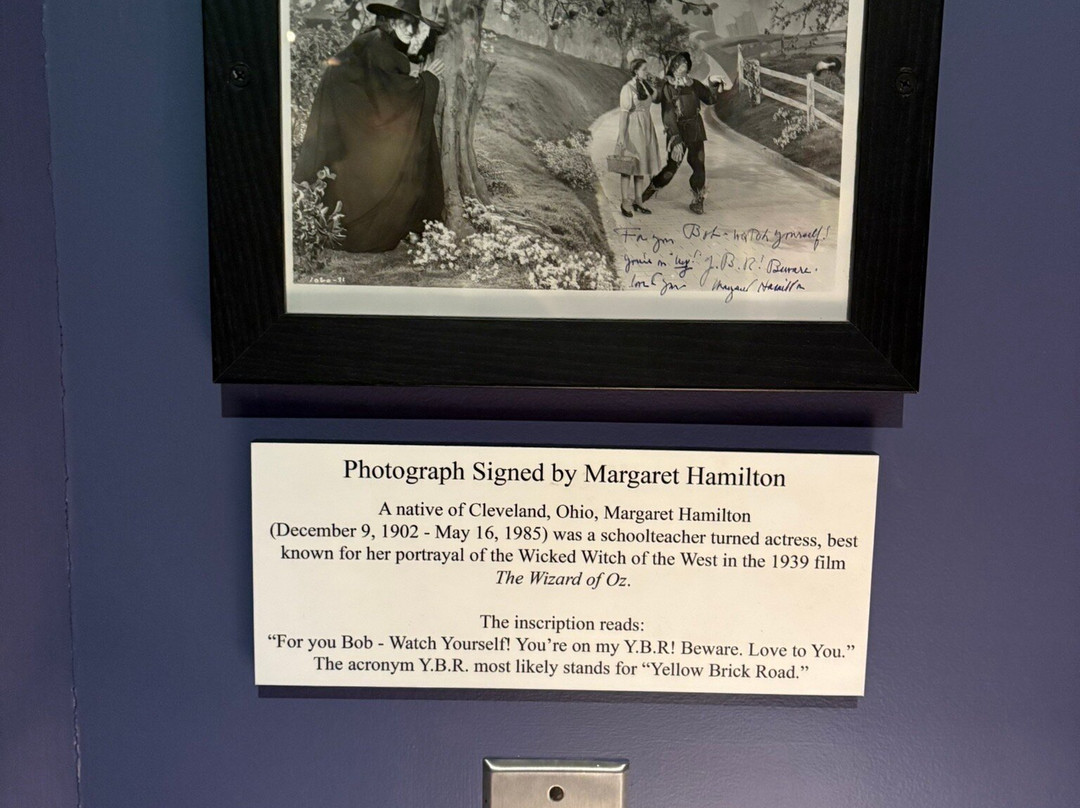 For you Bob - Watch yourself!
you're on my! Y.B.R! Beware.
love to you Margaret Hamilton
1060-91
Photograph Signed by Margaret Hamilton
A native of Cleveland, Ohio, Margaret Hamilton
(December 9, 1902 - May 16, 1985) was a schoolteacher turned actress, best
known for her portrayal of the Wicked Witch of the West in the 1939 film
The Wizard of Oz.
The inscription reads:
“For you Bob - Watch Yourself! You’re on my Y.B.R! Beware. Love to You.”
The acronym Y.B.R. most likely stands for “Yellow Brick Road.”